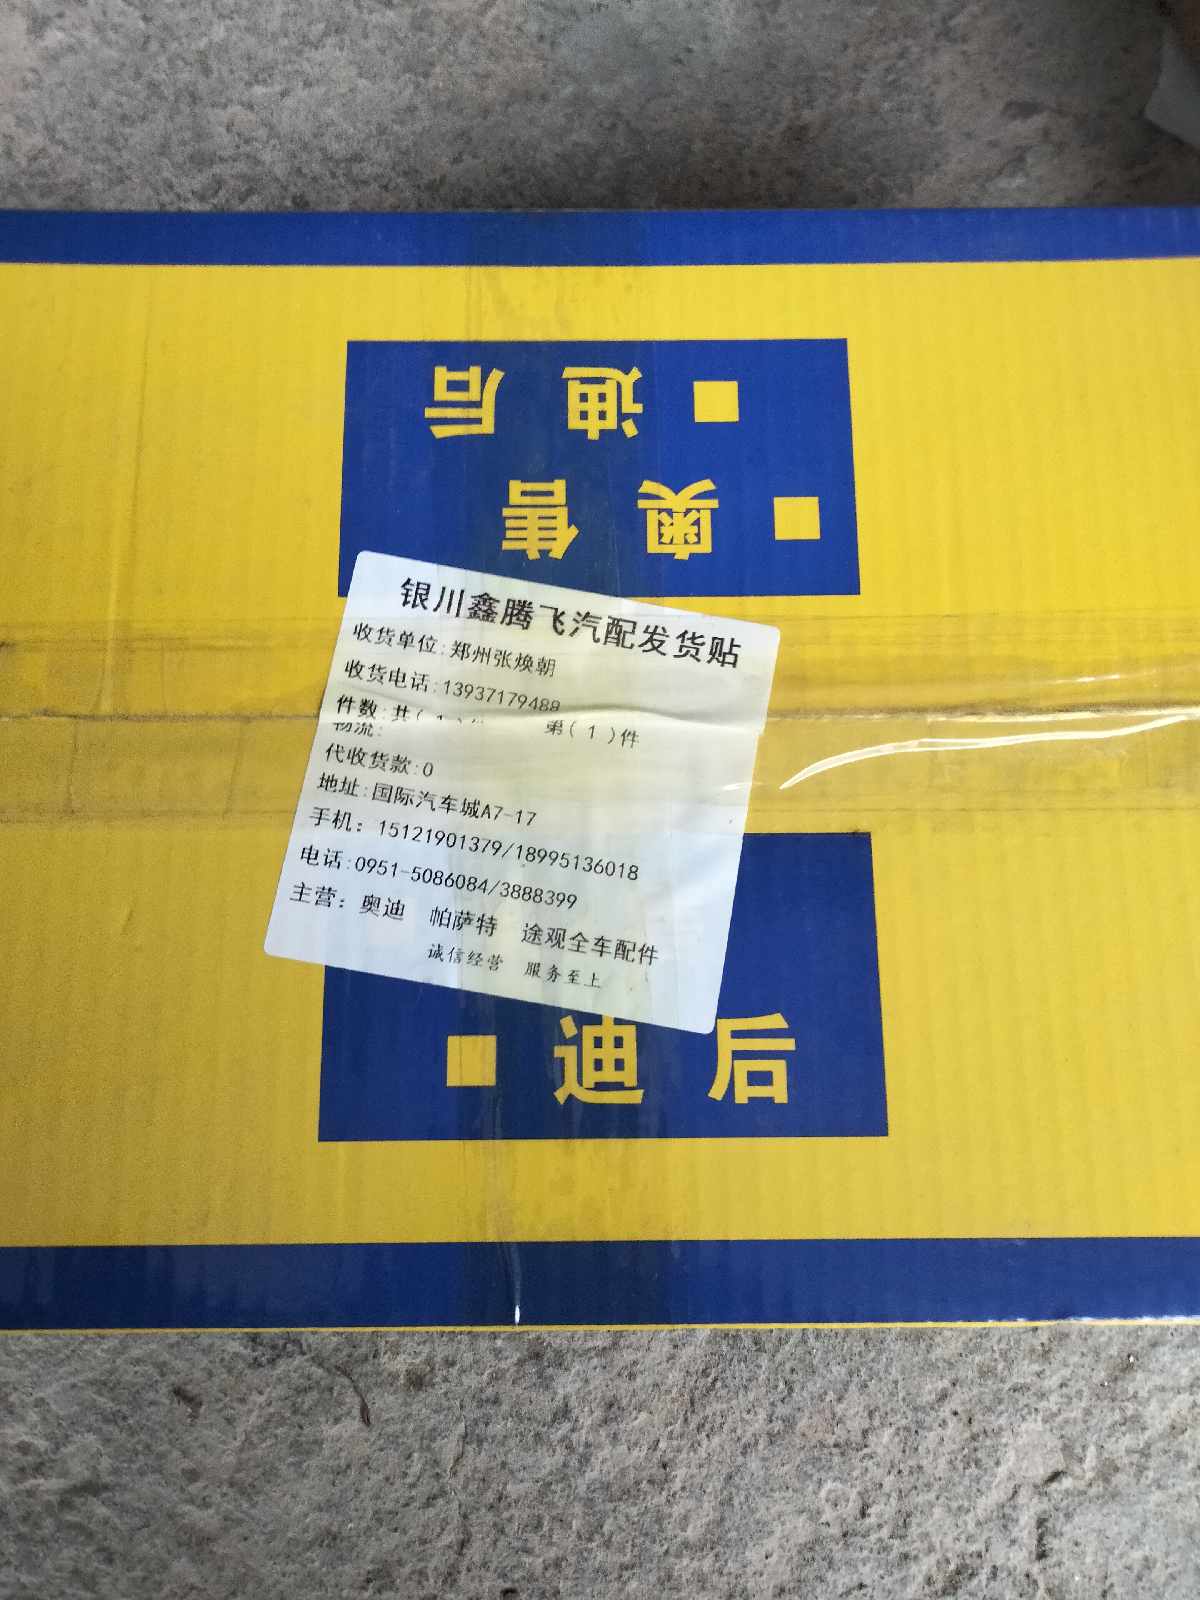 ■ 迪 后
■ 奥 售
银川鑫腾飞汽配发货贴
收货单位:郑州张焕朝
收货电话:13937179488
件数:共(1)件 第(1)件
物流:
代收货款:0
地址:国际汽车城A7-17
手机：15121901379/18995136018
电话:0951-5086084/3888399
主营：奥迪 帕萨特 途观全车配件
诚信经营 服务至上
■ 迪 后